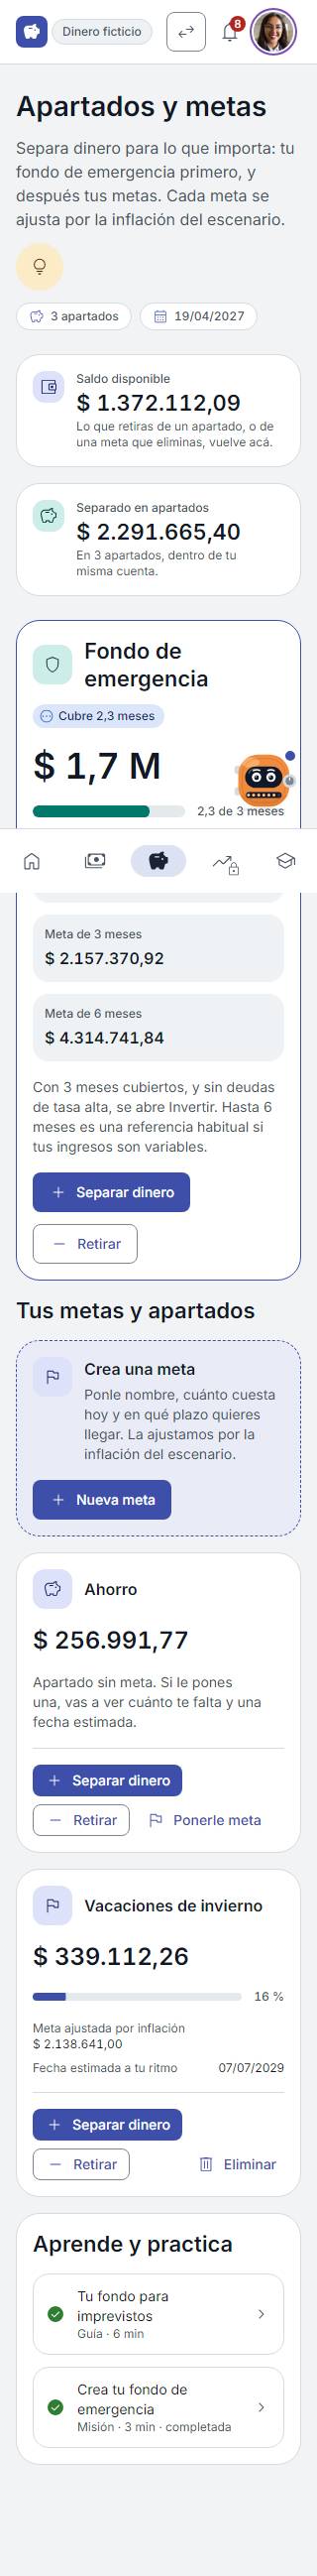 Dinero ficticio
8
Apartados y metas
Separa dinero para lo que importa: tu
fondo de emergencia primero, y
después tus metas. Cada meta se
ajusta por la inflación del escenario.
3 apartados
19/04/2027
Saldo disponible
$ 1.372.112,09
Lo que retiras de un apartado, o de
una meta que eliminas, vuelve acá.
Separado en apartados
$ 2.291.665,40
En 3 apartados, dentro de tu
misma cuenta.
Fondo de
emergencia
Cubre 2,3 meses
$ 1,7 M
2,3 de 3 meses
Meta de 3 meses
$ 2.157.370,92
Meta de 6 meses
$ 4.314.741,84
Con 3 meses cubiertos, y sin deudas
de tasa alta, se abre Invertir. Hasta 6
meses es una referencia habitual si
tus ingresos son variables.
Separar dinero
Retirar
Tus metas y apartados
Crea una meta
Ponle nombre, cuánto cuesta
hoy y en qué plazo quieres
llegar. La ajustamos por la
inflación del escenario.
Nueva meta
Ahorro
$ 256.991,77
Apartado sin meta. Si le pones
una, vas a ver cuánto te falta y una
fecha estimada.
Separar dinero
Retirar
Ponerle meta
Vacaciones de invierno
$ 339.112,26
16 %
Meta ajustada por inflación
$ 2.138.641,00
Fecha estimada a tu ritmo
07/07/2029
Separar dinero
Retirar
Eliminar
Aprende y practica
Tu fondo para
imprevistos
Guía · 6 min
Crea tu fondo de
emergencia
Misión · 3 min · completada